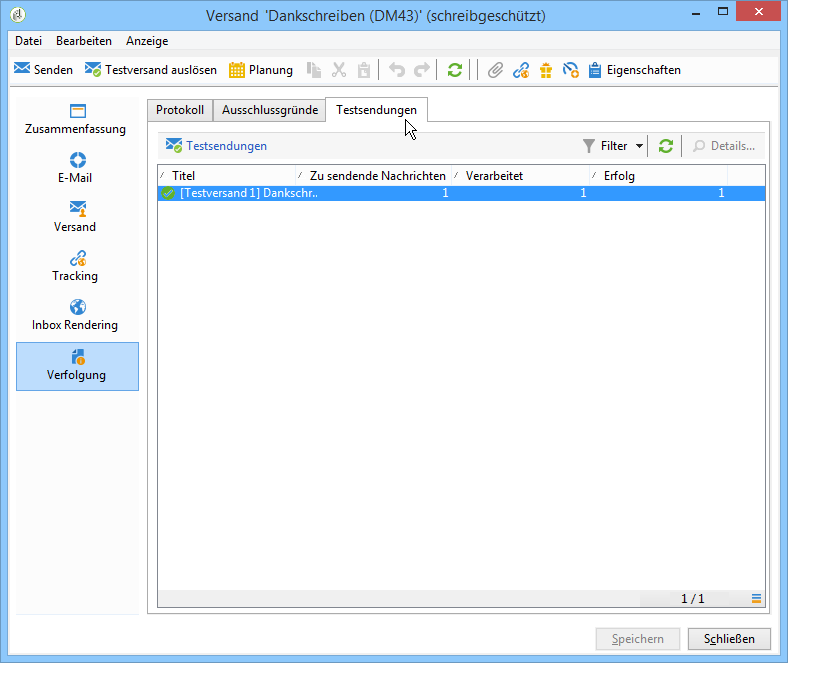 Versand 'Dankschreiben (DM43)' (schreibgeschützt)
Datei Bearbeiten Anzeige
Senden Testversand auslösen Planung Eigenschaften
Zusammenfassung
E-Mail
Versand
Tracking
Inbox Rendering
Verfolgung
Protokoll Ausschlussgründe Testsendungen
Testsendungen Filter Details...
Titel Zu sendende Nachrichten Verarbeitet Erfolg
[Testversand 1] Dankschr.. 1 1 1
1 / 1
Speichern Schließen